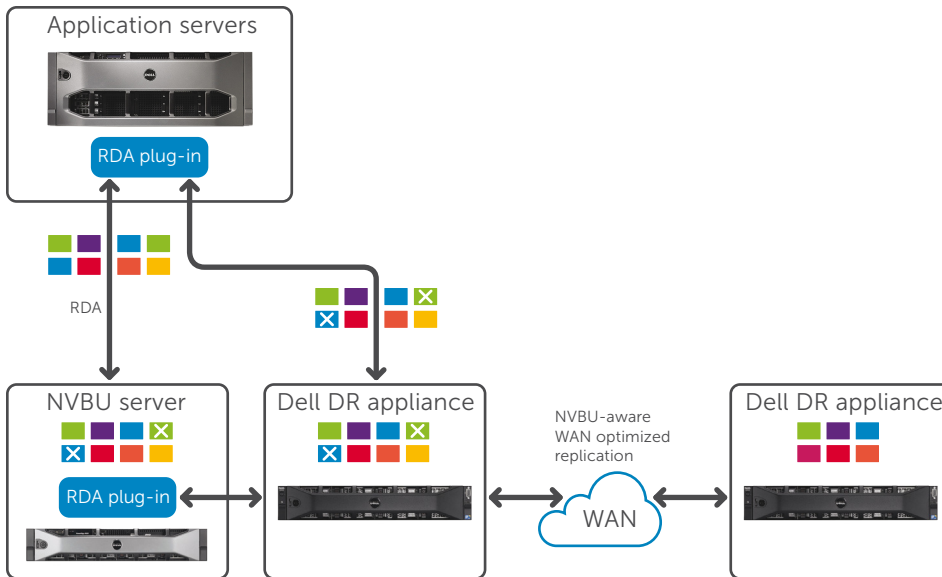 Application servers
RDA plug-in
RDA
NVBU server
RDA plug-in
Dell DR appliance
NVBU-aware
WAN optimized
replication
WAN
Dell DR appliance